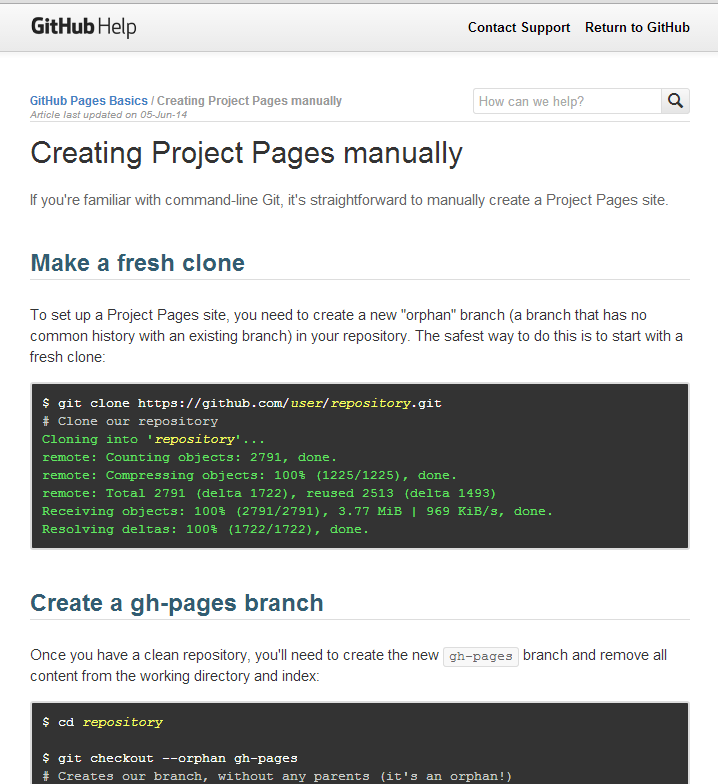 GitHub Help
Contact Support Return to GitHub
GitHub Pages Basics / Creating Project Pages manually
How can we help?
Article last updated on 05-Jun-14
Creating Project Pages manually
If you're familiar with command-line Git, it's straightforward to manually create a Project Pages site.
Make a fresh clone
To set up a Project Pages site, you need to create a new "orphan" branch (a branch that has no
common history with an existing branch) in your repository. The safest way to do this is to start with a
fresh clone:
$ git clone https://github.com/user/repository.git
# Clone our repository
Cloning into 'repository'...
remote: Counting objects: 2791, done.
remote: Compressing objects: 100% (1225/1225), done.
remote: Total 2791 (delta 1722), reused 2513 (delta 1493)
Receiving objects: 100% (2791/2791), 3.77 MiB | 969 KiB/s, done.
Resolving deltas: 100% (1722/1722), done.
Create a gh-pages branch
Once you have a clean repository, you'll need to create the new gh-pages branch and remove all
content from the working directory and index:
$ cd repository
$ git checkout --orphan gh-pages
# Creates our branch, without any parents (it's an orphan!)